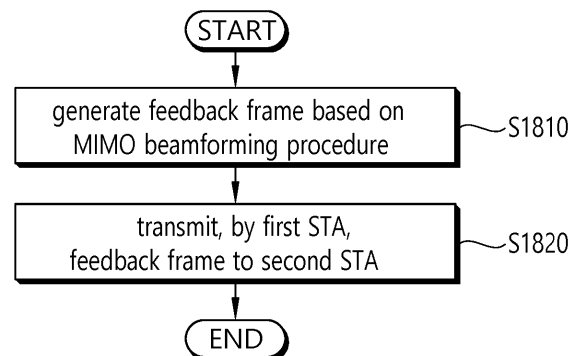 START
generate feedback frame based on
MIMO beamforming procedure
S1810
transmit, by first STA,
feedback frame to second STA
S1820
END